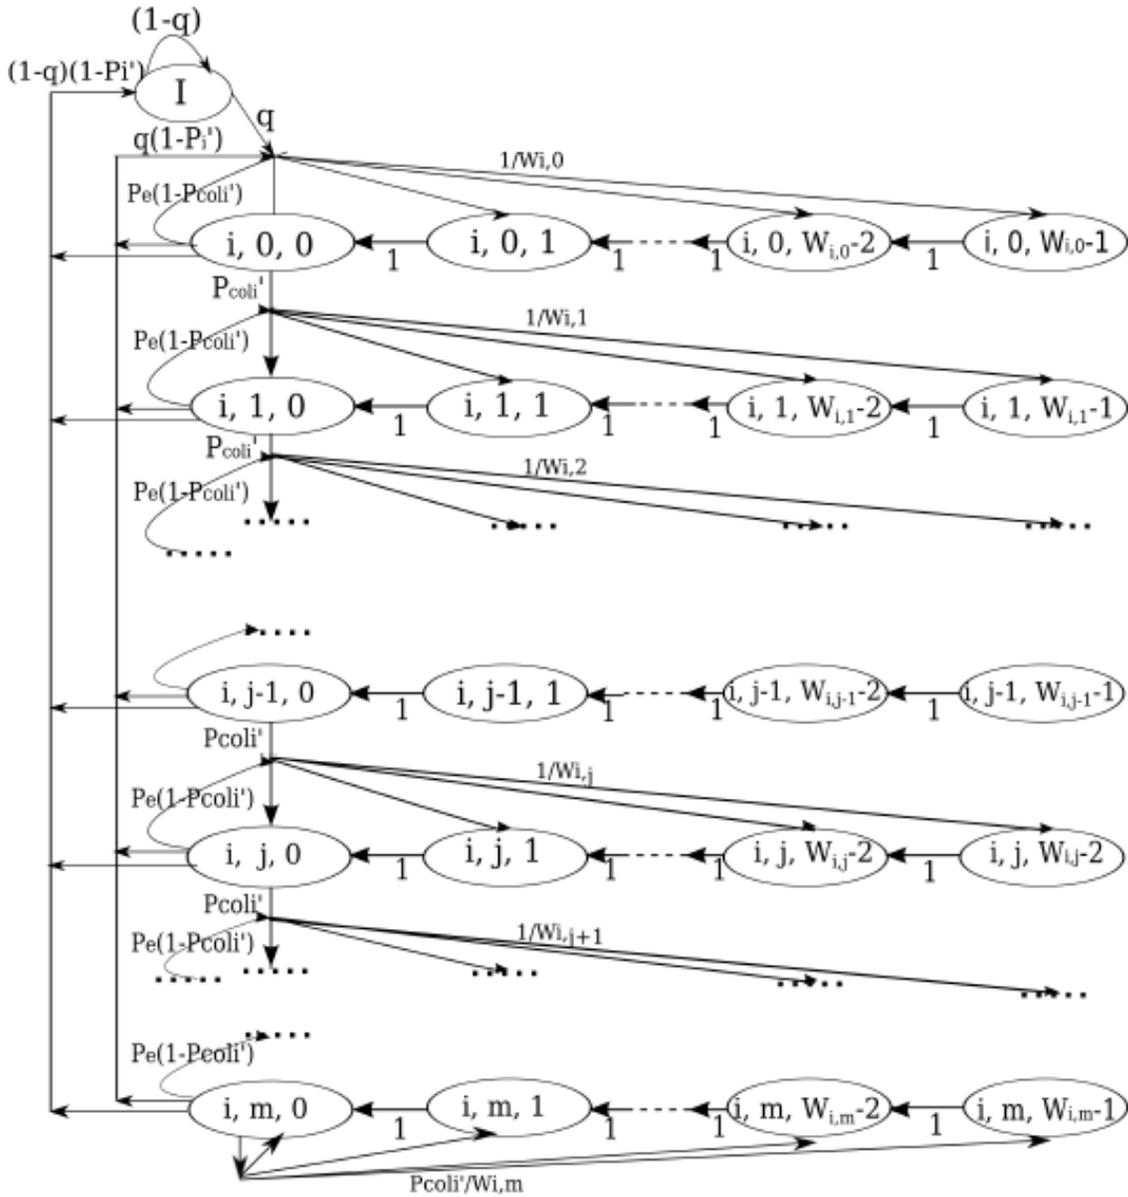 (1-q)
(1-q)(1-Pi')
I
q
q(1-Pi')
1/Wi,0
Pe(1-Pcoli')
i, 0, 0
i, 0, 1
i, 0, Wi,0-2
i, 0, Wi,0-1
1
1
1
1
Pcoli'
1/Wi,1
Pe(1-Pcoli')
i, 1, 0
i, 1, 1
i, 1, Wi,1-2
i, 1, Wi,1-1
1
1
1
1
Pcoli'
1/Wi,2
Pe(1-Pcoli')
i, j-1, 0
i, j-1, 1
i, j-1, Wi,j-1-2
i, j-1, Wi,j-1-1
1
1
1
1
Pcoli'
1/Wi,j
Pe(1-Pcoli')
i, j, 0
i, j, 1
i, j, Wi,j-2
i, j, Wi,j-2
1
1
1
1
Pcoli'
1/Wi,j+1
Pe(1-Pcoli')
Pe(1-Pcoli')
i, m, 0
i, m, 1
i, m, Wi,m-2
i, m, Wi,m-1
1
1
1
1
Pcoli'/Wi,m